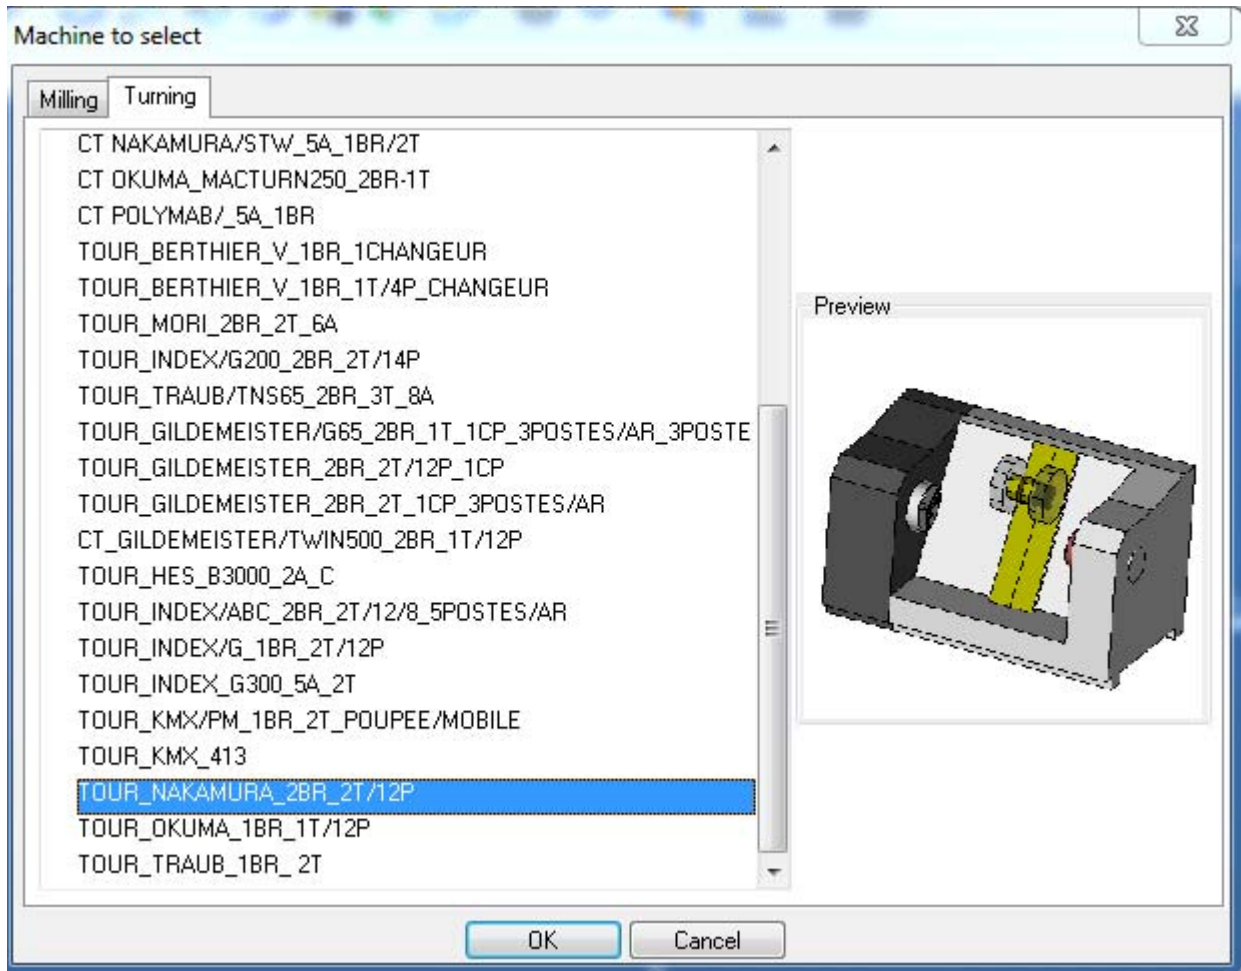 Machine to select
Milling
Turning
CT NAKAMURA/STW_5A_1BR/2T
CT OKUMA_MACTURN250_2BR-1T
CT POLYMAB/_5A_1BR
TOUR_BERTHIER_V_1BR_1CHANGEUR
TOUR_BERTHIER_V_1BR_1T/4P_CHANGEUR
TOUR_MORI_2BR_2T_6A
TOUR_INDEX/G200_2BR_2T/14P
TOUR_TRAUB/TNS65_2BR_3T_8A
TOUR_GILDEMEISTER/G65_2BR_1T_1CP_3POSTES/AR_3POSTE
TOUR_GILDEMEISTER_2BR_2T/12P_1CP
TOUR_GILDEMEISTER_2BR_2T_1CP_3POSTES/AR
CT_GILDEMEISTER/TWIN500_2BR_1T/12P
TOUR_HES_B3000_2A_C
TOUR_INDEX/ABC_2BR_2T/12/8_5POSTES/AR
TOUR_INDEX/G_1BR_2T/12P
TOUR_INDEX_G300_5A_2T
TOUR_KMX/PM_1BR_2T_POUPEE/MOBILE
TOUR_KMX_413
TOUR_NAKAMURA_2BR_2T/12P
TOUR_OKUMA_1BR_1T/12P
TOUR_TRAUB_1BR_ 2T
Preview
OK
Cancel